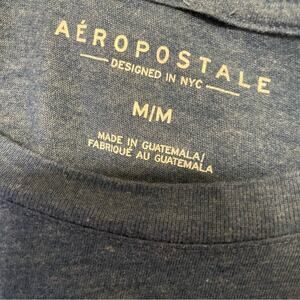 AÉROPOSTALE
DESIGNED IN NYC
M/M
MADE IN GUATEMALA/
FABRIQUÉ AU GUATEMALA